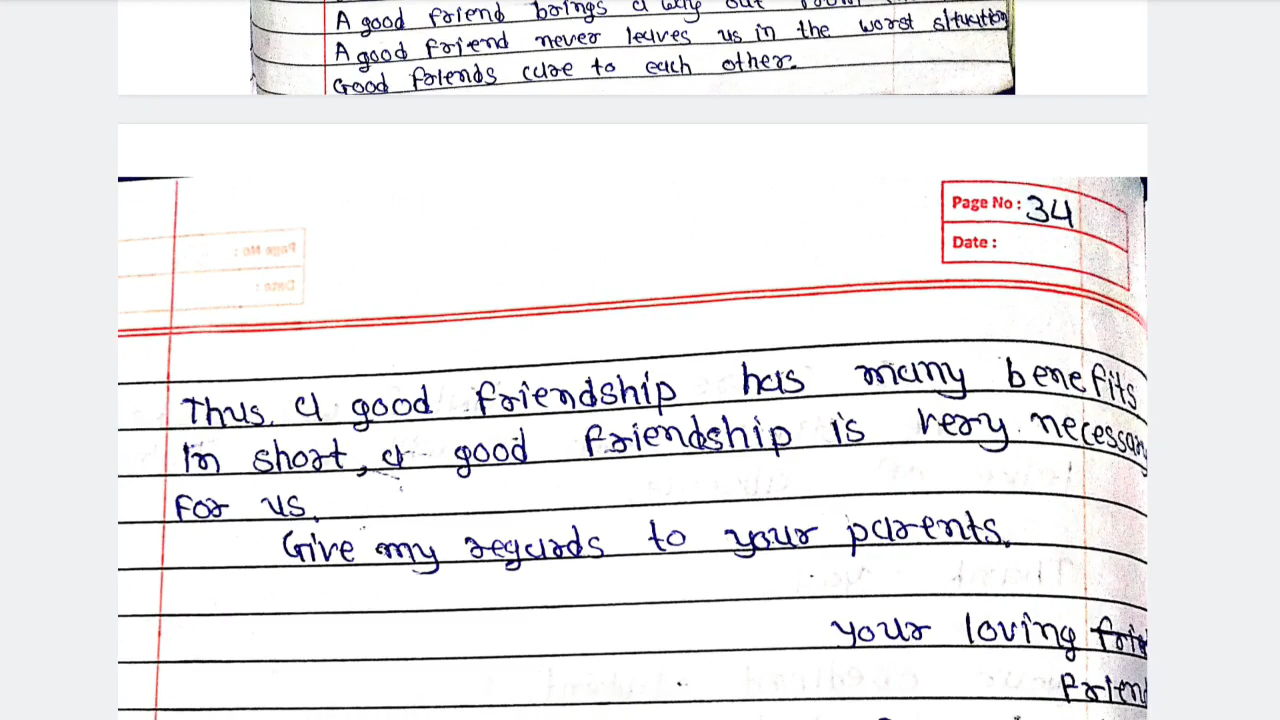 A good friend brings a way out
A good friend never leaves us in the worst situation
Good friends care to each other.
Page No : 34
Date :
Thus, a good friendship has many benefits
In short, a good friendship is very necessary
For us.
Give my regards to your parents.
your loving